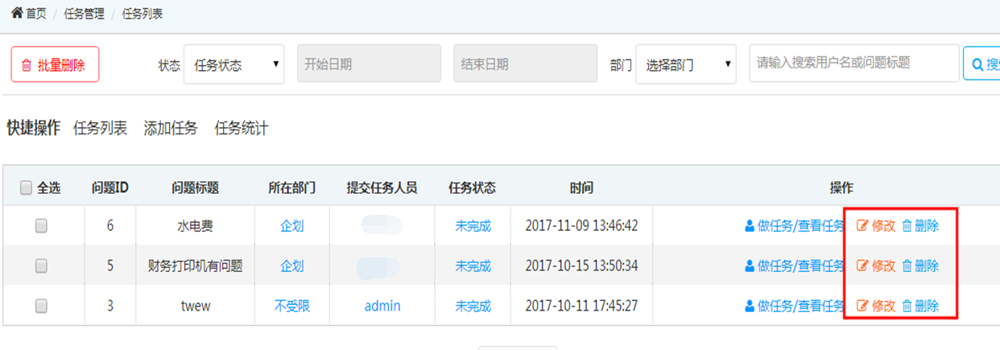 首页 / 任务管理 / 任务列表
批量删除 状态 任务状态 开始日期 结束日期 部门 选择部门 请输入搜索用户名或问题标题
快捷操作 任务列表 添加任务 任务统计
全选 问题ID 问题标题 所在部门 提交任务人员 任务状态 时间 操作
6 水电费 企划 未完成 2017-11-09 13:46:42 做任务/查看任务 修改 删除
5 财务打印机有问题 企划 未完成 2017-10-15 13:50:34 做任务/查看任务 修改 删除
3 twew 不受限 admin 未完成 2017-10-11 17:45:27 做任务/查看任务 修改 删除